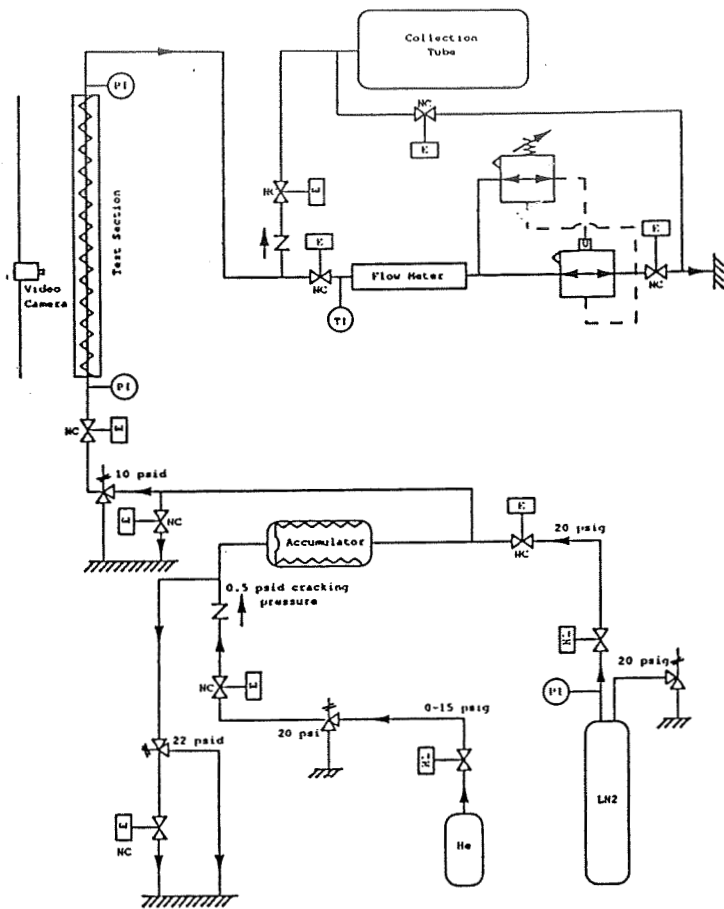 Collection
Tube
PI
NC
E
NC
E
Test Section
E
E
Video
Camera
NC
Flow Meter
NC
TI
PI
NC
E
10 psid
E
NC
Accumulator
E
20 psig
NC
0.5 psid cracking
pressure
NC
E
20 psig
PI
0-15 psig
20 psi
22 psid
LN2
E
NC
He